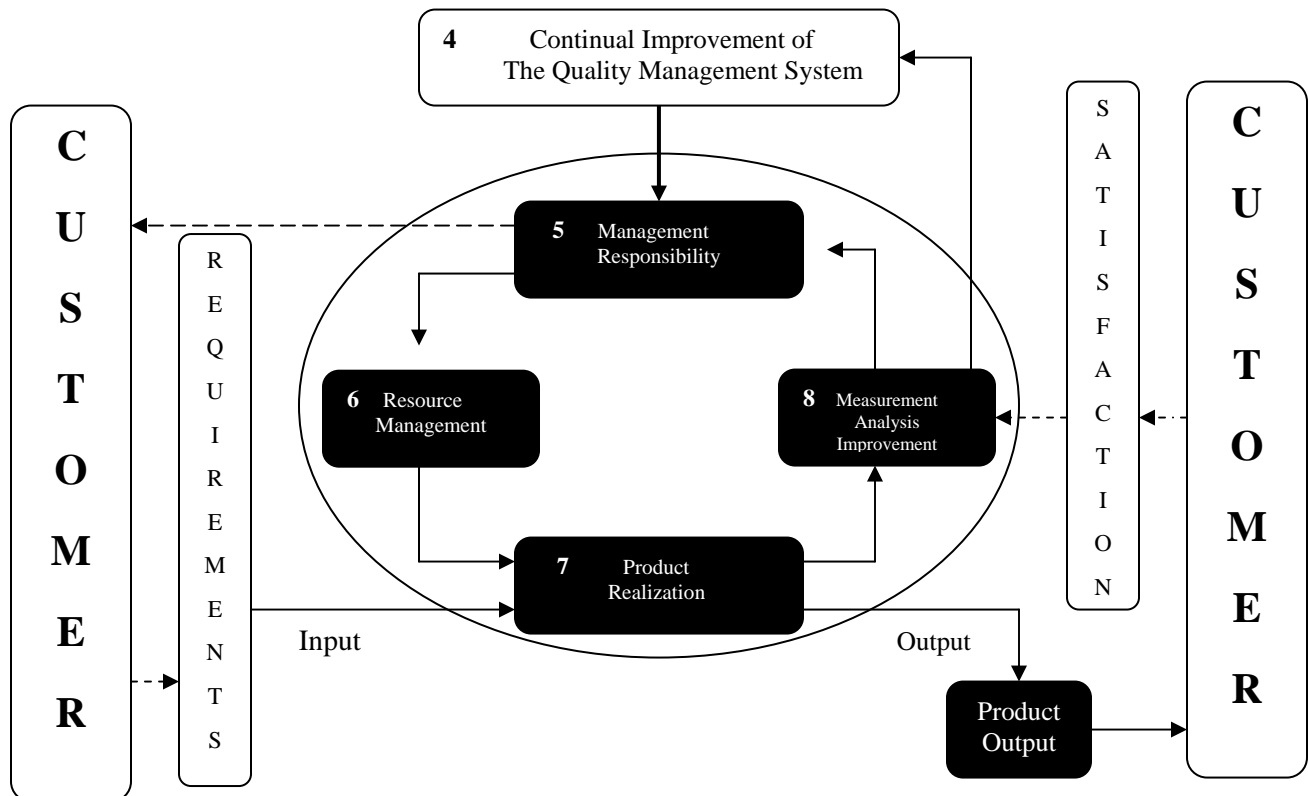 4 Continual Improvement of
The Quality Management System
C
U
S
T
O
M
E
R
R
E
Q
U
I
R
E
M
E
N
T
S
5 Management
Responsibility
6 Resource
Management
8 Measurement
Analysis
Improvement
7 Product
Realization
Input
Output
Product
Output
S
A
T
I
S
F
A
C
T
I
O
N
C
U
S
T
O
M
E
R